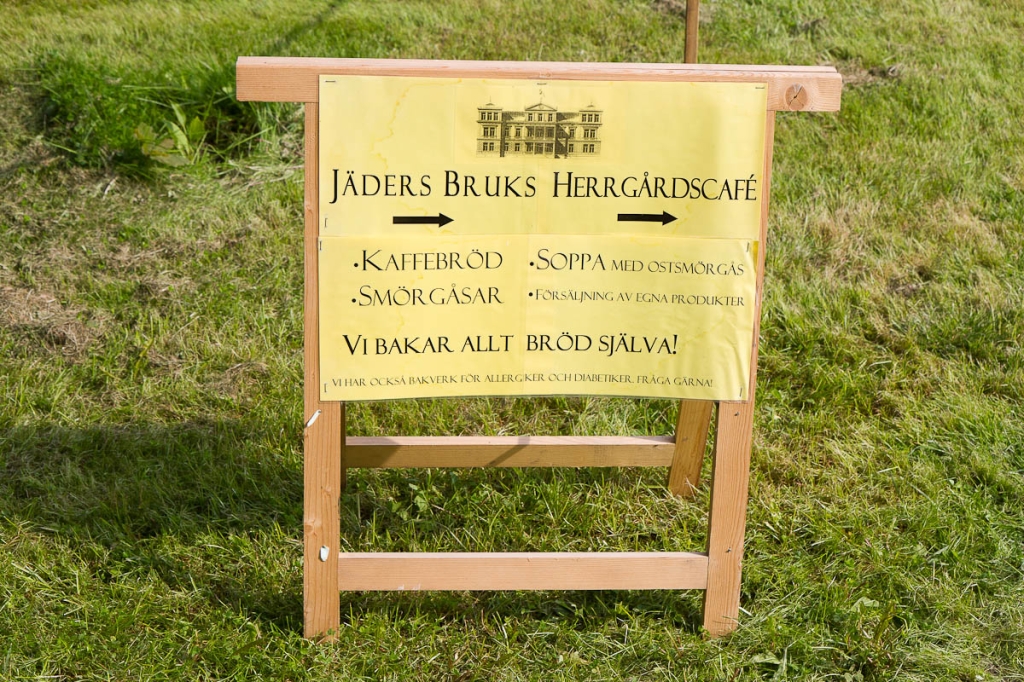 JÄDERS BRUKS HERRGÅRDSCAFÉ
• KAFFEBRÖD
• SMÖRGÅSAR
• SOPPA MED OSTSMÖRGÅS
• FÖRSÄLJNING AV EGNA PRODUKTER
VI BAKAR ALLT BRÖD SJÄLVA!
VI HAR OCKSÅ BAKVERK FÖR ALLERGIKER OCH DIABETIKER. FRÅGA GÄRNA!